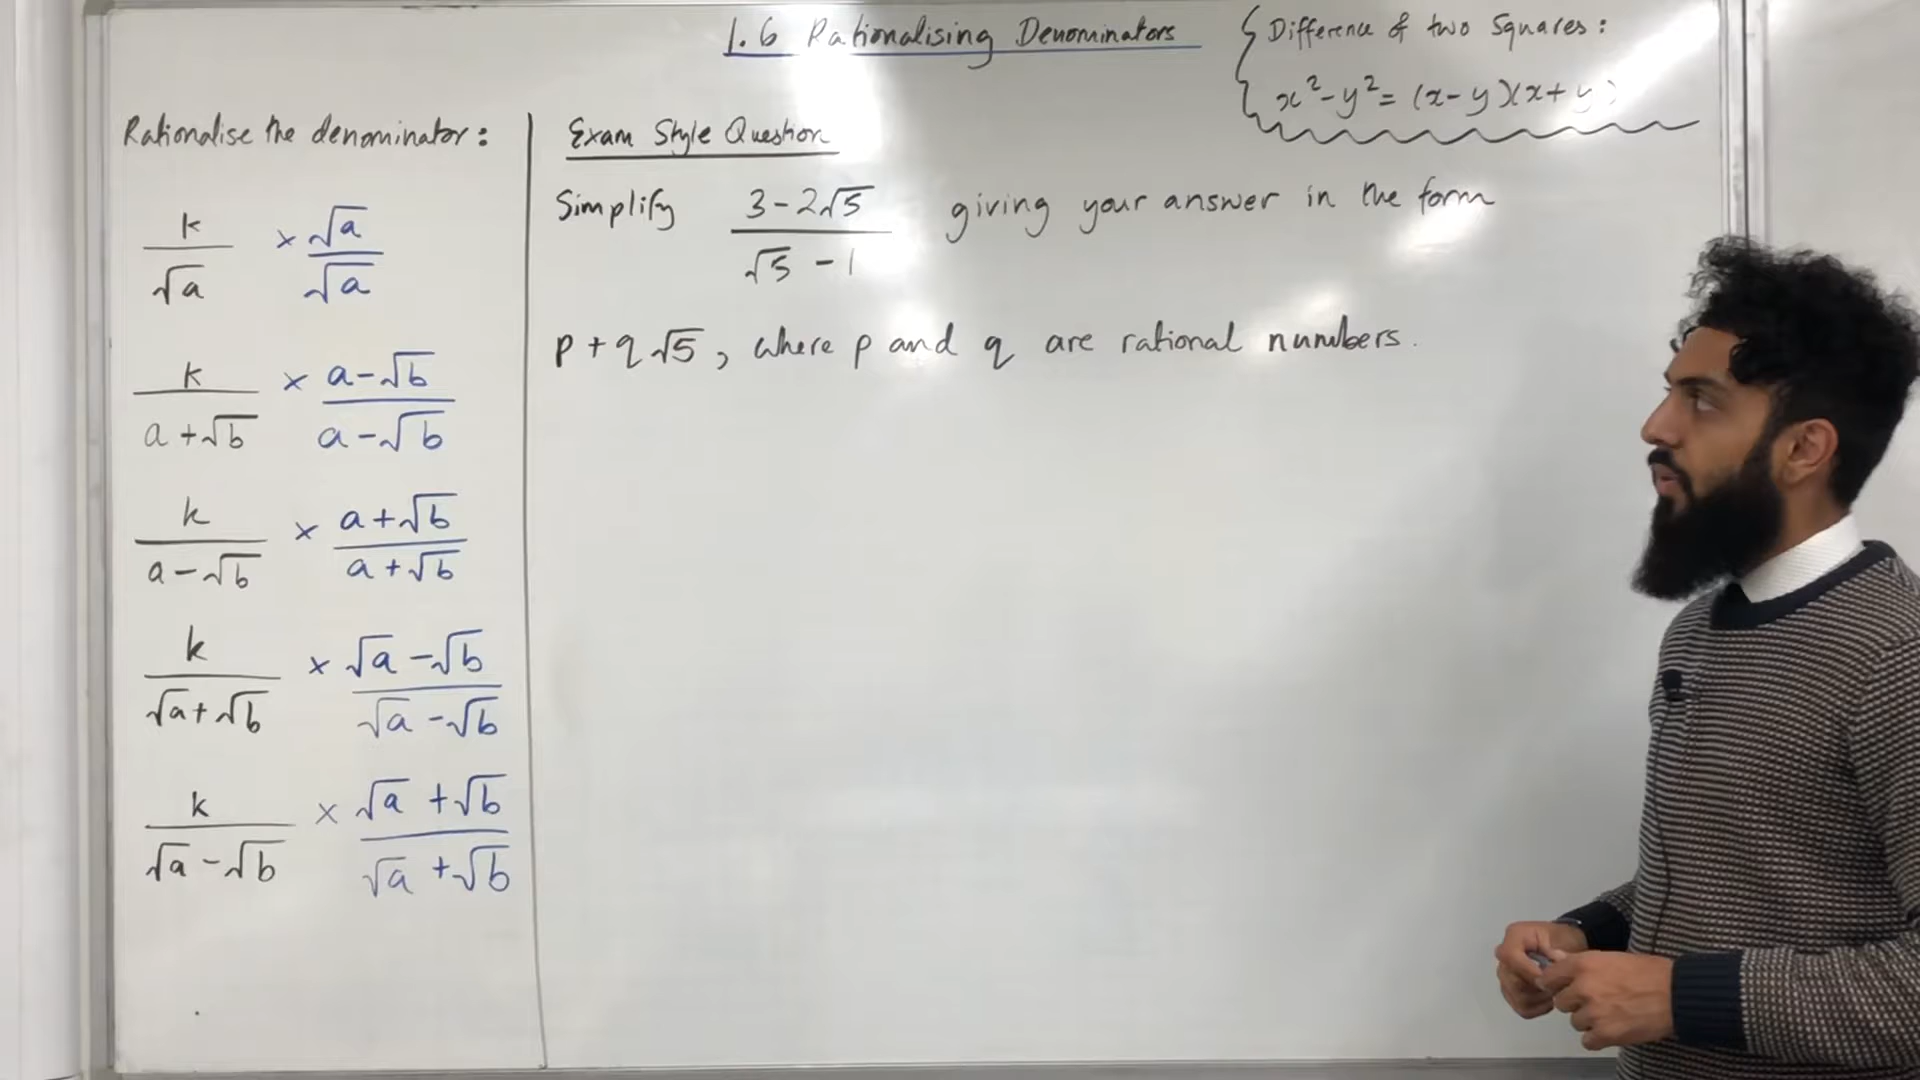 1.6 Rationalising Denominators
Difference of two Squares:
x² - y² = (x - y)(x + y)
Rationalise the denominator:
k/√a × √a/√a
k/(a + √b) × (a - √b)/(a - √b)
k/(a - √b) × (a + √b)/(a + √b)
k/(√a + √b) × (√a - √b)/(√a - √b)
k/(√a - √b) × (√a + √b)/(√a + √b)
Exam Style Question
Simplify (3 - 2√5)/(√5 - 1) giving your answer in the form
p + q√5, where p and q are rational numbers.